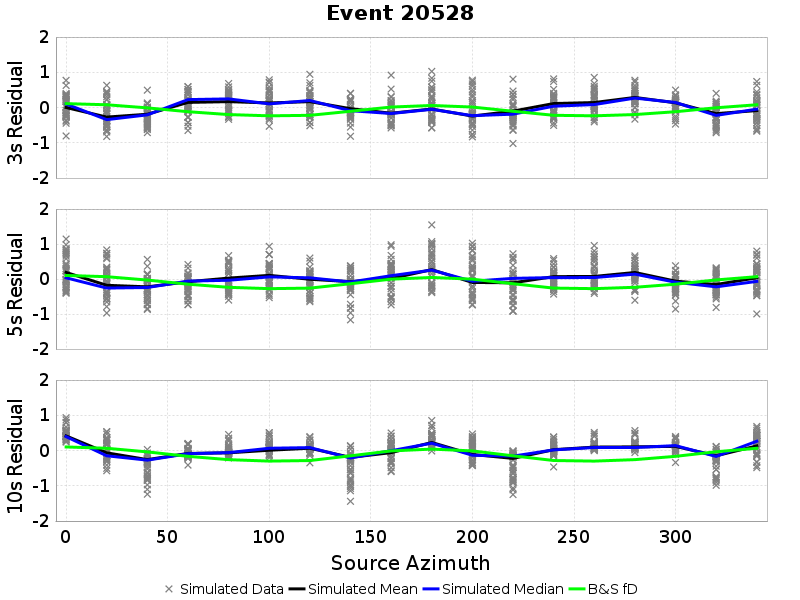 Event 20528
2
1
0
-1
-2
3s Residual
2
1
0
-1
-2
5s Residual
2
1
0
-1
-2
10s Residual
0 50 100 150 200 250 300
Source Azimuth
Simulated Data Simulated Mean Simulated Median B&S fD